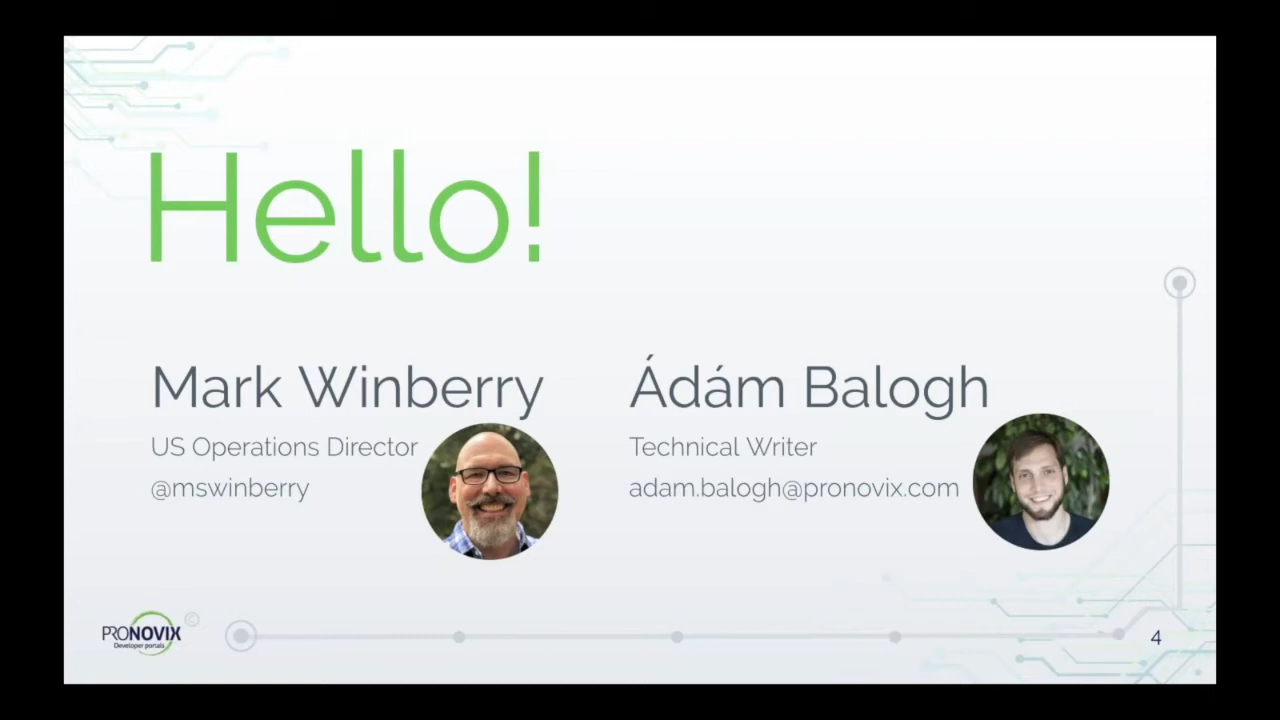 Hello!
Mark Winberry
US Operations Director
@mswinberry
Ádám Balogh
Technical Writer
adam.balogh@pronovix.com
PRONOVIX
©
Developer portals
4